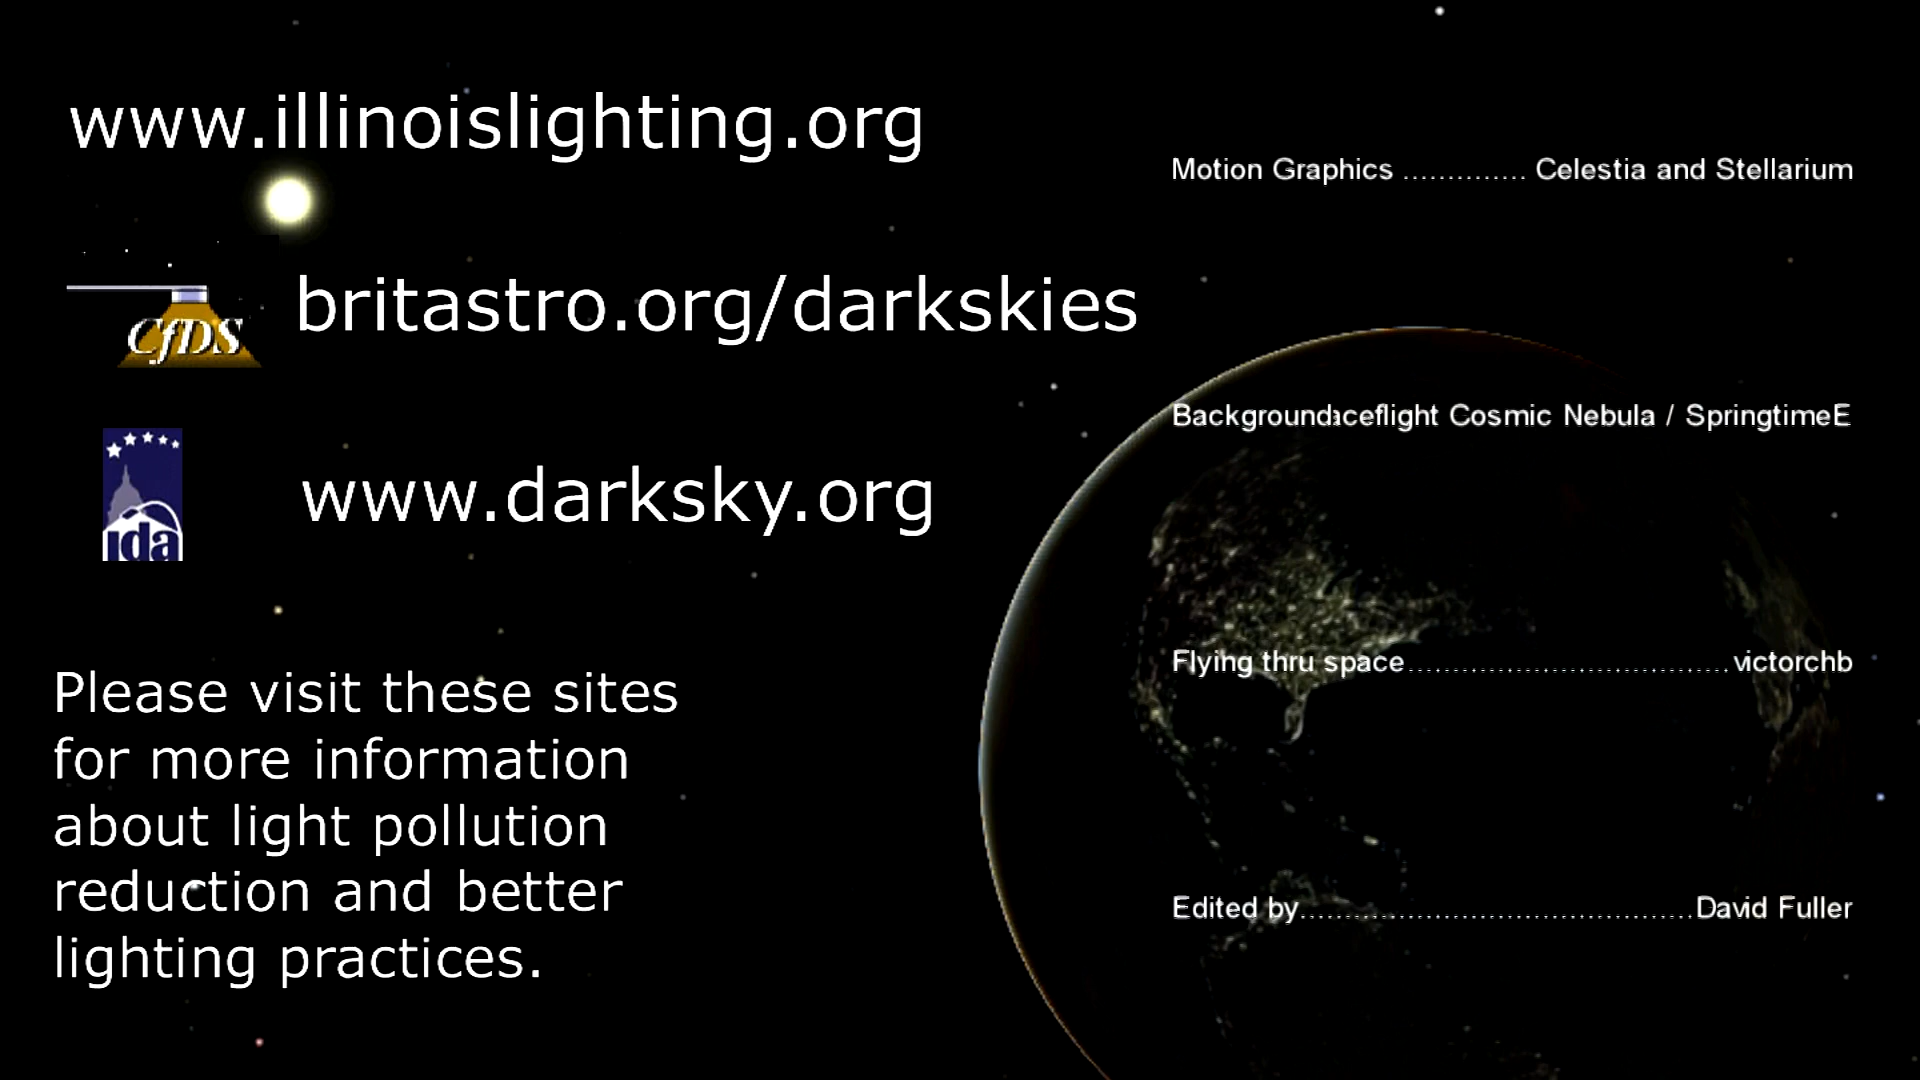 www.illinoislighting.org
CfDS
britastro.org/darkskies
ida
www.darksky.org
Please visit these sites
for more information
about light pollution
reduction and better
lighting practices.
Motion Graphics .............. Celestia and Stellarium
Backgroundaceflight Cosmic Nebula / SpringtimeE
Flying thru space....................................victorchb
Edited by............................................David Fuller